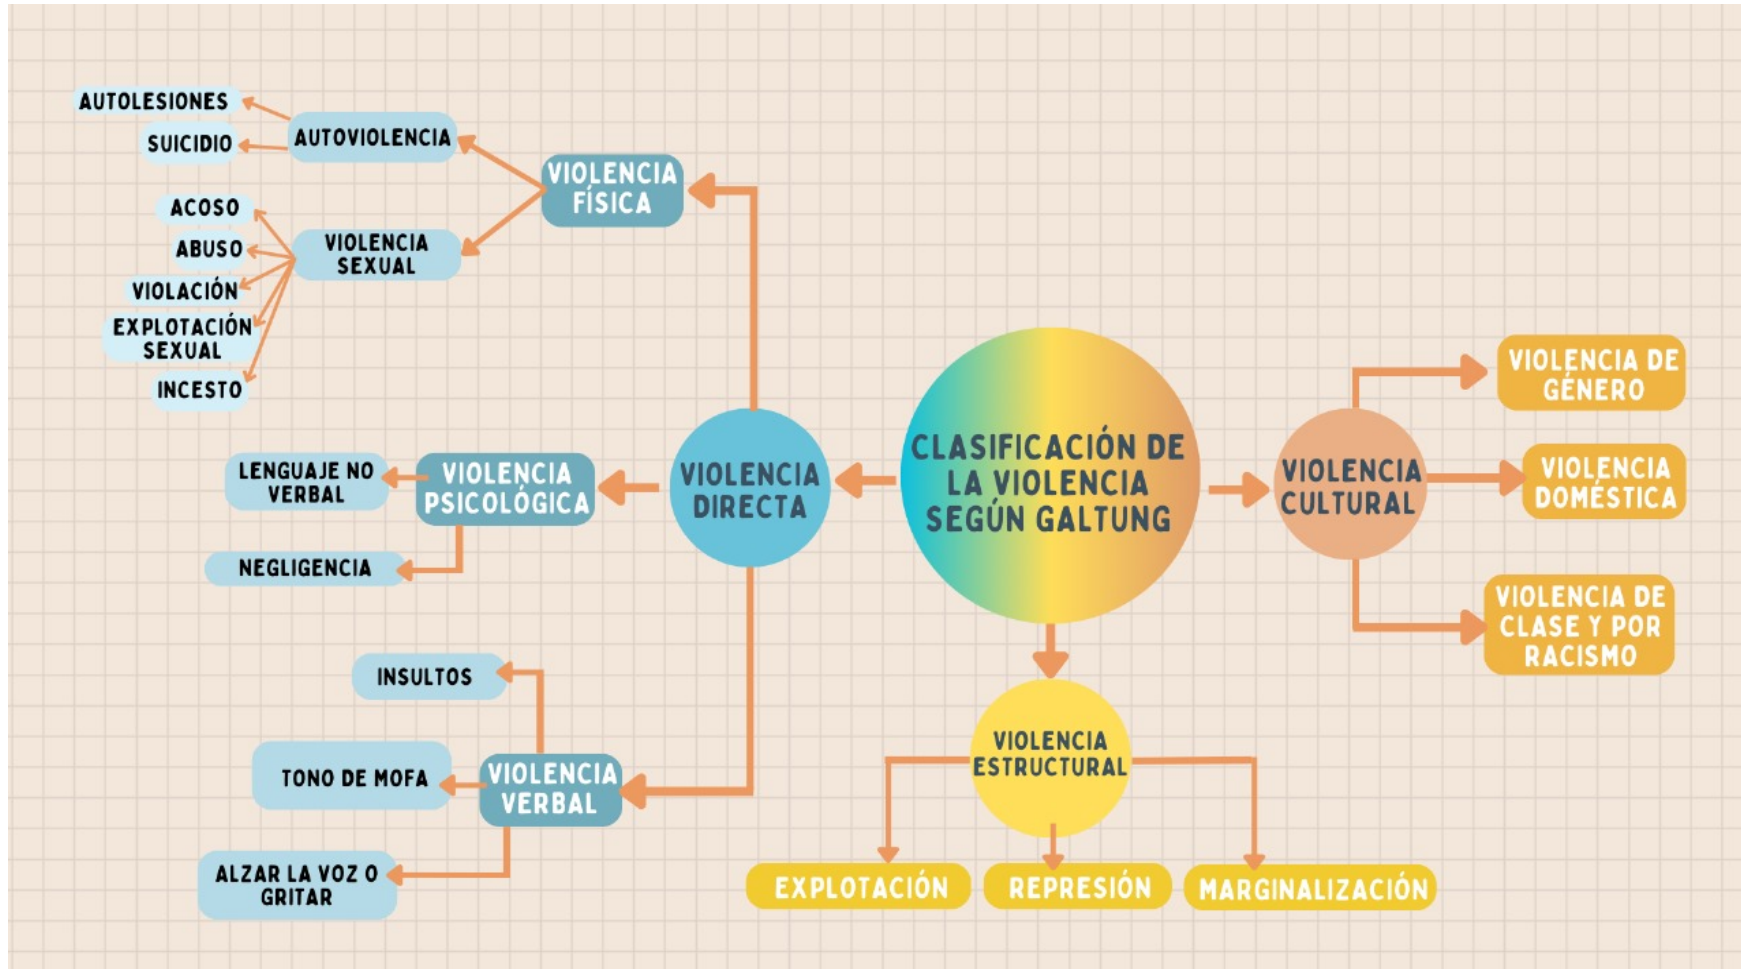 CLASIFICACIÓN DE
LA VIOLENCIA
SEGÚN GALTUNG
VIOLENCIA
DIRECTA
VIOLENCIA
FÍSICA
AUTOVIOLENCIA
AUTOLESIONES
SUICIDIO
VIOLENCIA
SEXUAL
ACOSO
ABUSO
VIOLACIÓN
EXPLOTACIÓN
SEXUAL
INCESTO
VIOLENCIA
PSICOLÓGICA
LENGUAJE NO
VERBAL
NEGLIGENCIA
VIOLENCIA
VERBAL
INSULTOS
TONO DE MOFA
ALZAR LA VOZ O
GRITAR
VIOLENCIA
ESTRUCTURAL
EXPLOTACIÓN
REPRESIÓN
MARGINALIZACIÓN
VIOLENCIA
CULTURAL
VIOLENCIA DE
GÉNERO
VIOLENCIA
DOMÉSTICA
VIOLENCIA DE
CLASE Y POR
RACISMO